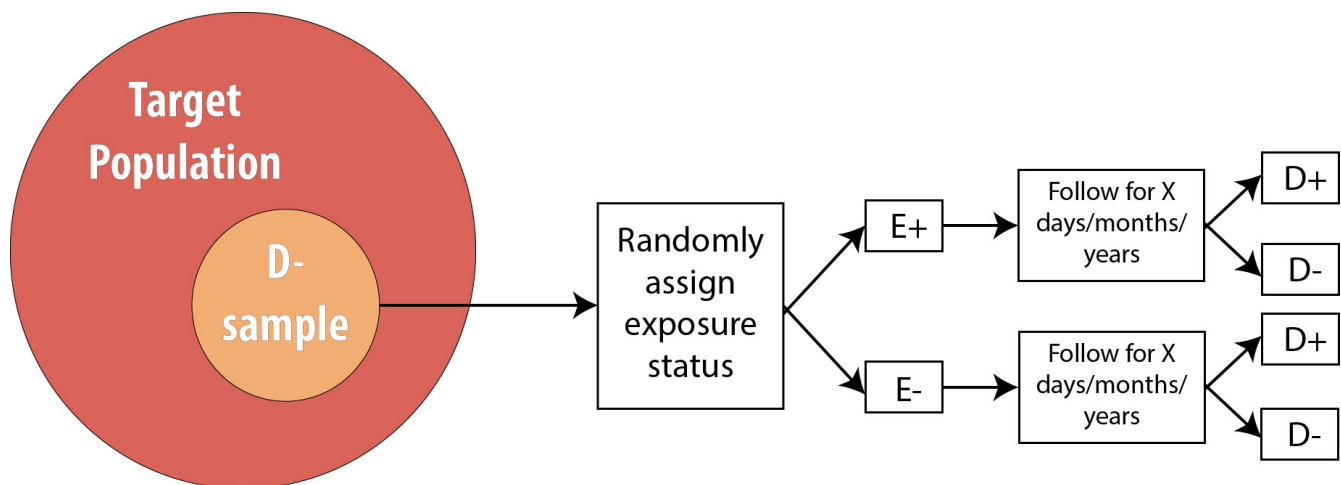 Target
Population
D-
sample
Randomly
assign
exposure
status
E+
Follow for X
days/months/
years
D+
D-
E-
Follow for X
days/months/
years
D+
D-